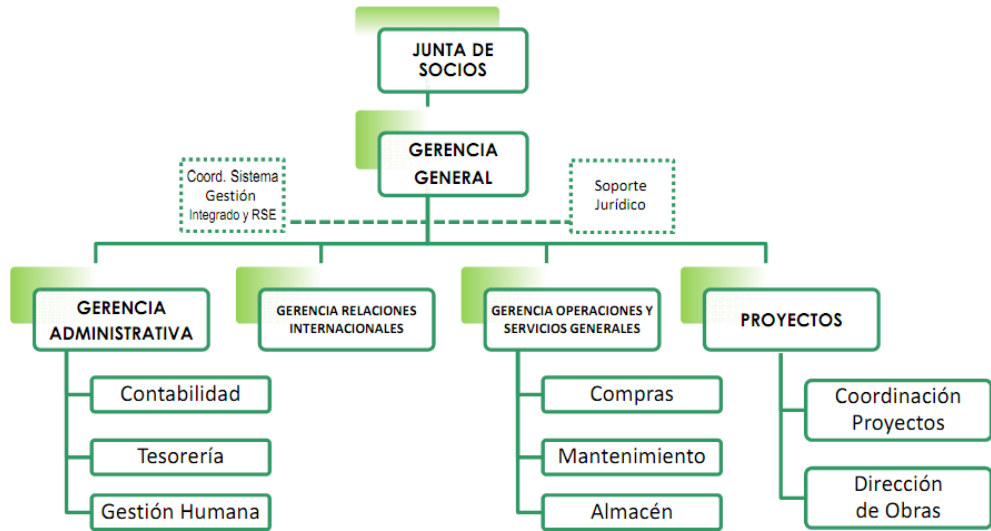 JUNTA DE
SOCIOS
GERENCIA
GENERAL
Coord. Sistema
Gestión
Integrado y RSE
Soporte
Jurídico
GERENCIA
ADMINISTRATIVA
GERENCIA RELACIONES
INTERNACIONALES
GERENCIA OPERACIONES Y
SERVICIOS GENERALES
PROYECTOS
Contabilidad
Tesorería
Gestión Humana
Compras
Mantenimiento
Almacén
Coordinación
Proyectos
Dirección
de Obras